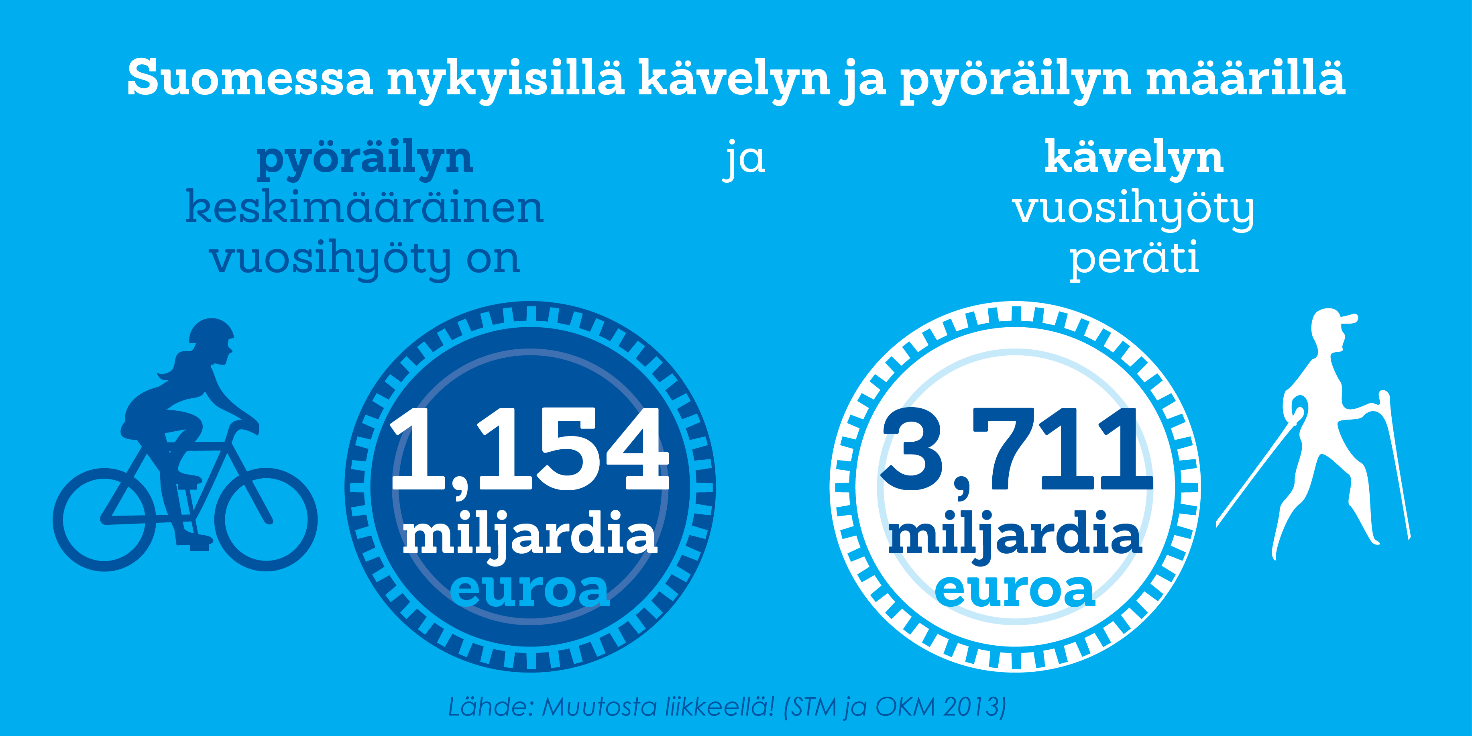 Suomessa nykyisillä kävelyn ja pyöräilyn määrillä
pyöräilyn
keskimääräinen
vuosihyöty on
ja
kävelyn
vuosihyöty
peräti
1,154
miljardia
euroa
3,711
miljardia
euroa
Lähde: Muutosta liikkeellä! (STM ja OKM 2013)